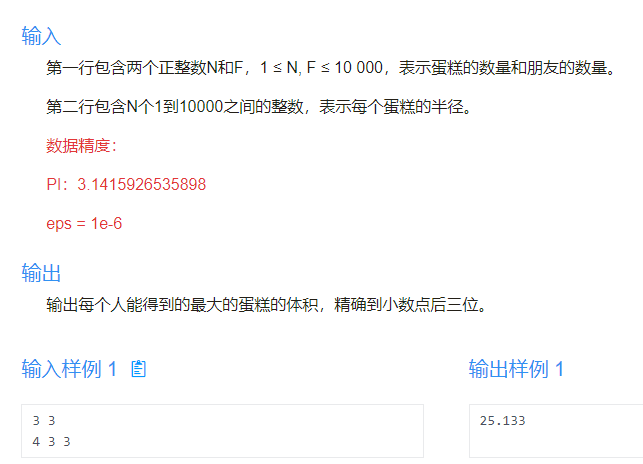 输入
第一行包含两个正整数N和F，1 ≤ N, F ≤ 10 000，表示蛋糕的数量和朋友的数量。
第二行包含N个1到10000之间的整数，表示每个蛋糕的半径。
数据精度：
PI：3.1415926535898
eps = 1e-6
输出
输出每个人能得到的最大的蛋糕的体积，精确到小数点后三位。
输入样例 1
输出样例 1
3 3
4 3 3
25.133